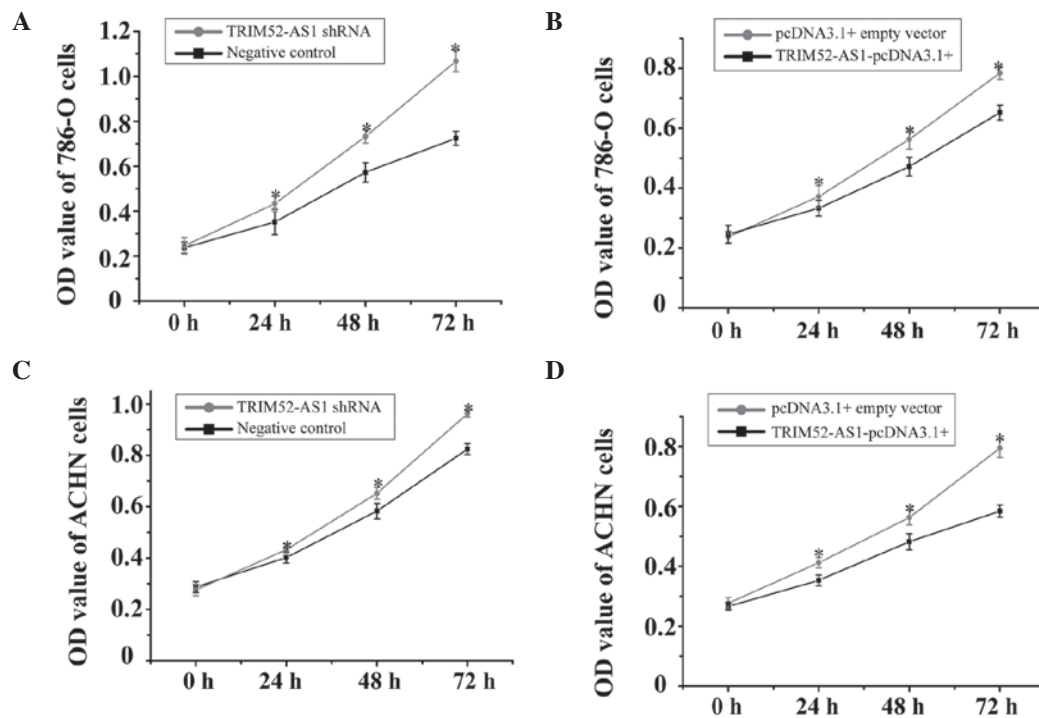 A
TRIM52-AS1 shRNA
Negative control
OD value of 786-O cells
1.2
1.0
0.8
0.6
0.4
0.2
0
*
*
*
*
0 h
24 h
48 h
72 h
B
pcDNA3.1+ empty vector
TRIM52-AS1-pcDNA3.1+
OD value of 786-O cells
0.8
0.6
0.4
0.2
0
*
*
*
*
0 h
24 h
48 h
72 h
C
TRIM52-AS1 shRNA
Negative control
OD value of ACHN cells
1.0
0.8
0.6
0.4
0.2
0
*
*
*
0 h
24 h
48 h
72 h
D
pcDNA3.1+ empty vector
TRIM52-AS1-pcDNA3.1+
OD value of ACHN cells
0.8
0.6
0.4
0.2
0
*
*
*
0 h
24 h
48 h
72 h